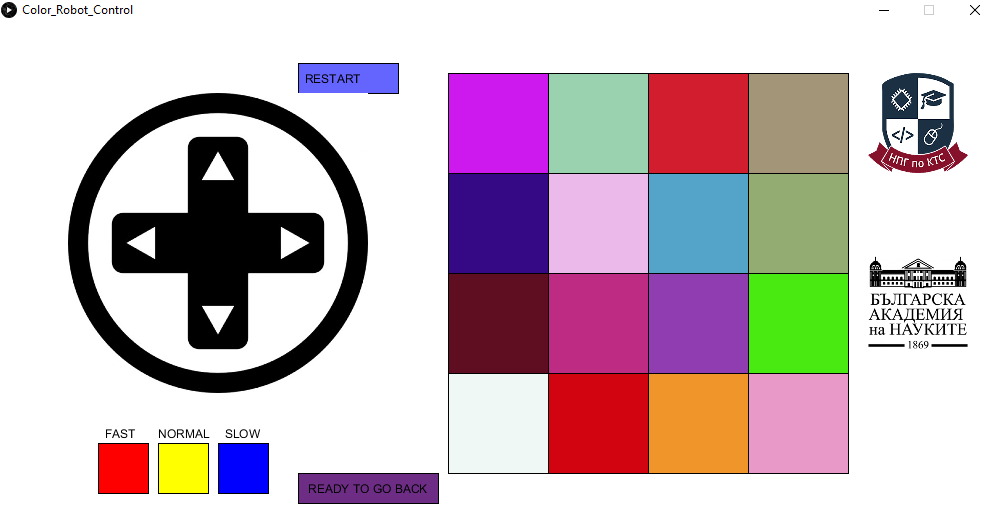 Color_Robot_Control
RESTART
FAST NORMAL SLOW
READY TO GO BACK
</>
НПГ по КТС
БЪЛГАРСКА
АКАДЕМИЯ
на НАУКИТЕ
1869